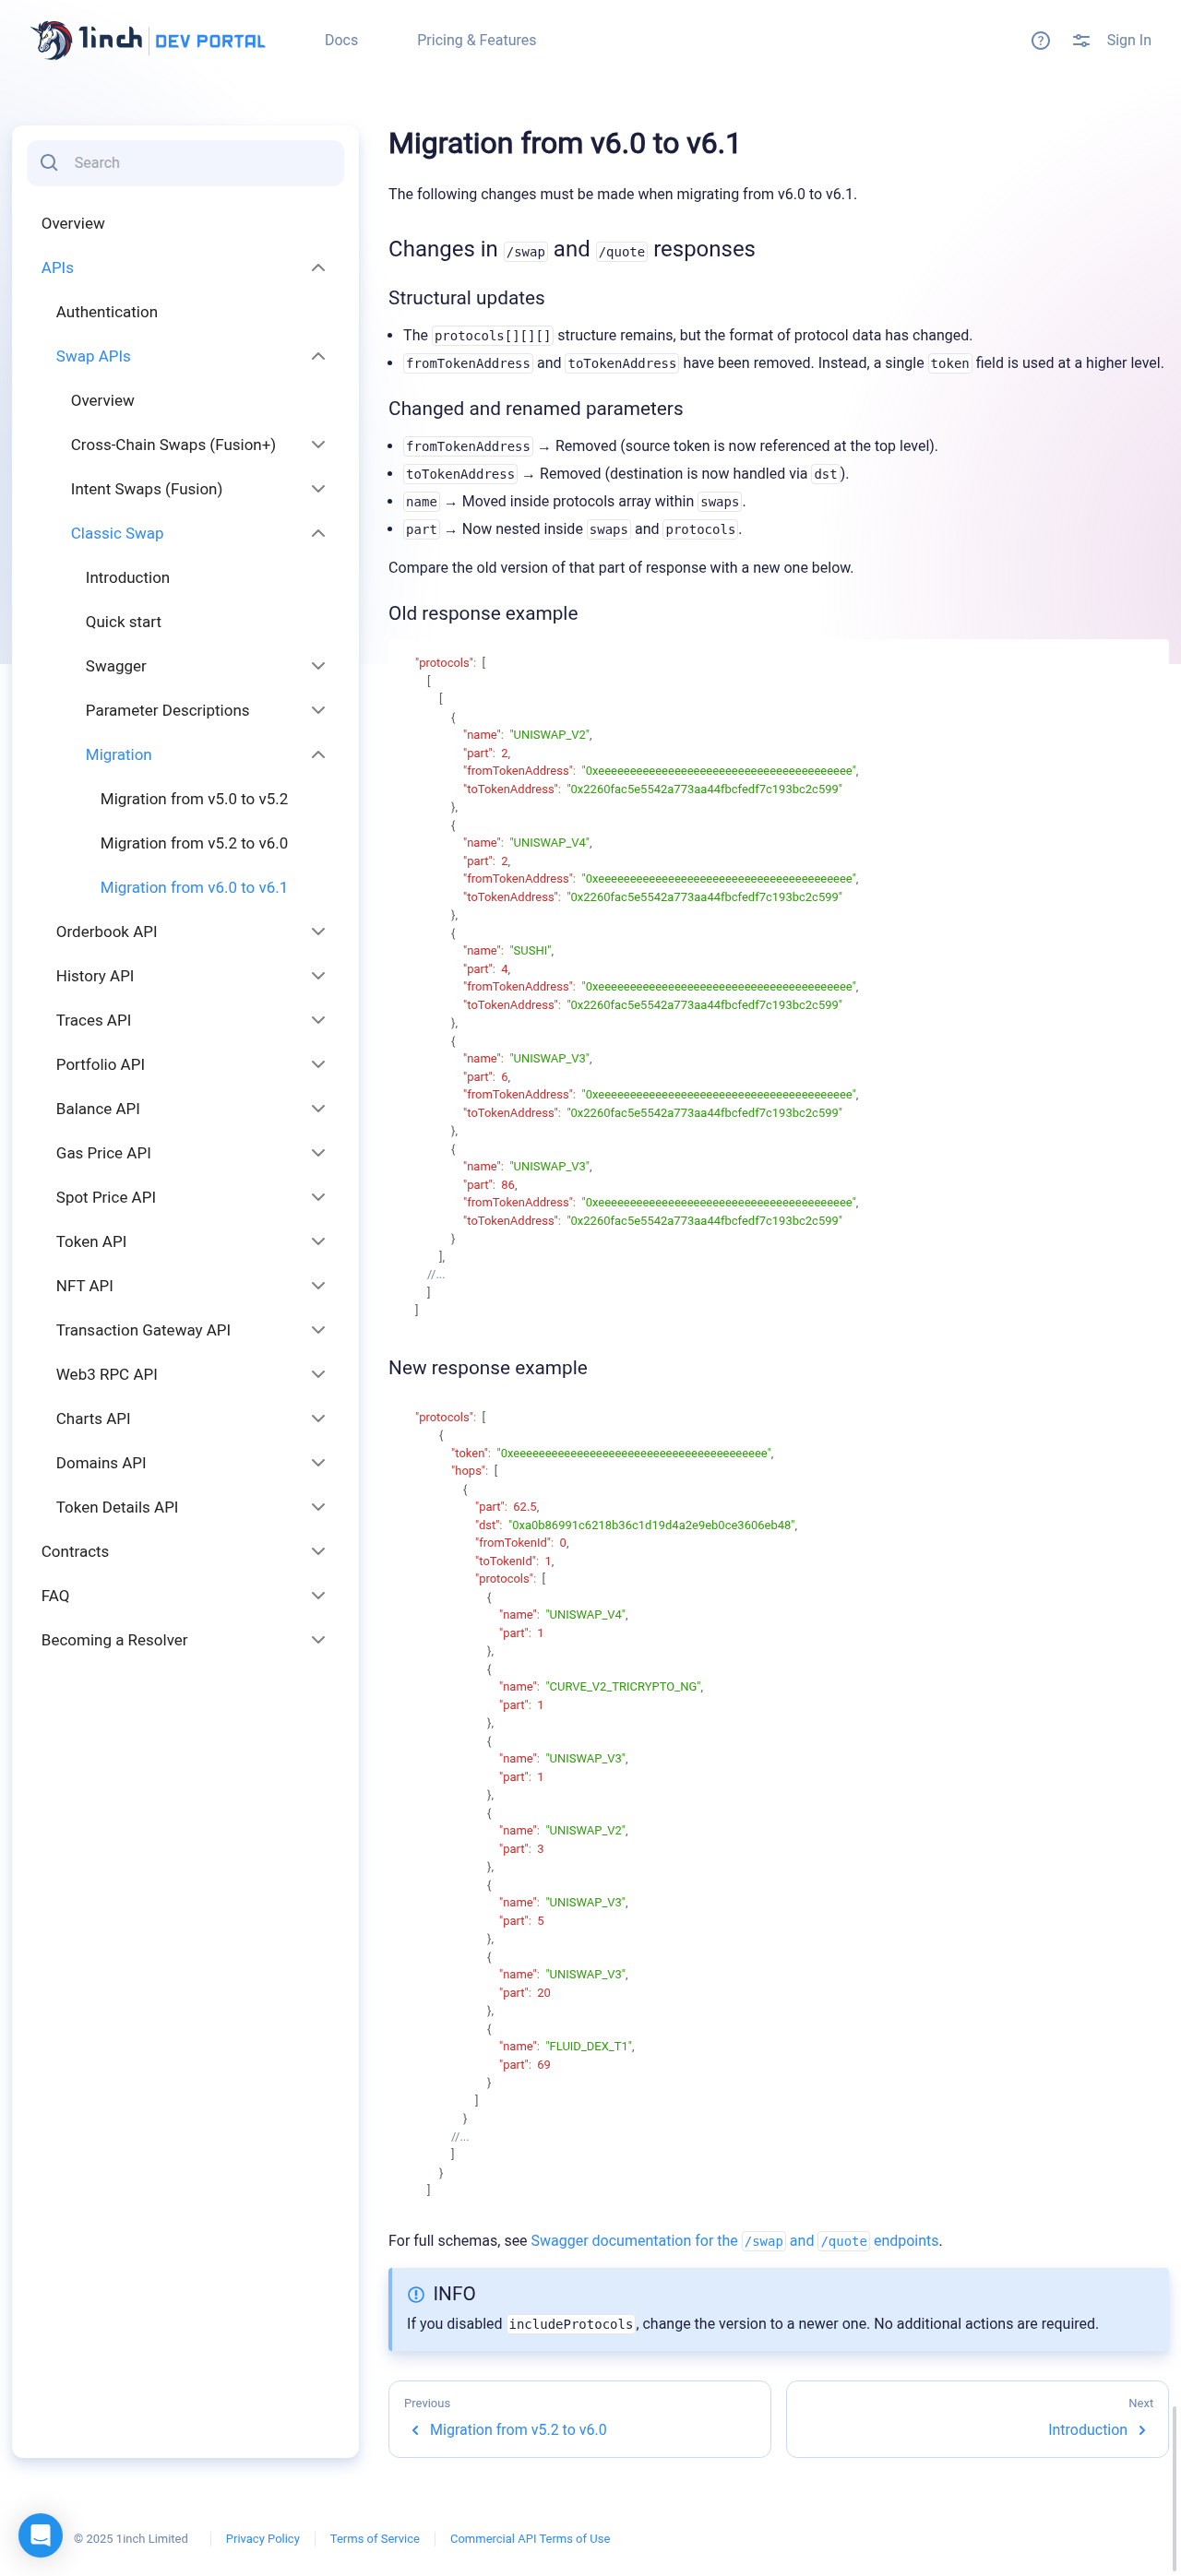 1inch DEV PORTAL
Docs
Pricing & Features
Sign In
Search
Overview
APIs
Authentication
Swap APIs
Overview
Cross-Chain Swaps (Fusion+)
Intent Swaps (Fusion)
Classic Swap
Introduction
Quick start
Swagger
Parameter Descriptions
Migration
Migration from v5.0 to v5.2
Migration from v5.2 to v6.0
Migration from v6.0 to v6.1
Orderbook API
History API
Traces API
Portfolio API
Balance API
Gas Price API
Spot Price API
Token API
NFT API
Transaction Gateway API
Web3 RPC API
Charts API
Domains API
Token Details API
Contracts
FAQ
Becoming a Resolver
Migration from v6.0 to v6.1
The following changes must be made when migrating from v6.0 to v6.1.
Changes in /swap and /quote responses
Structural updates
• The protocols[][][] structure remains, but the format of protocol data has changed.
• fromTokenAddress and toTokenAddress have been removed. Instead, a single token field is used at a higher level.
Changed and renamed parameters
• fromTokenAddress → Removed (source token is now referenced at the top level).
• toTokenAddress → Removed (destination is now handled via dst).
• name → Moved inside protocols array within swaps.
• part → Now nested inside swaps and protocols.
Compare the old version of that part of response with a new one below.
Old response example
"protocols": [
[
[
{
"name": "UNISWAP_V2",
"part": 2,
"fromTokenAddress": "0xeeeeeeeeeeeeeeeeeeeeeeeeeeeeeeeeeeeeeeee",
"toTokenAddress": "0x2260fac5e5542a773aa44fbcfedf7c193bc2c599"
},
{
"name": "UNISWAP_V4",
"part": 2,
"fromTokenAddress": "0xeeeeeeeeeeeeeeeeeeeeeeeeeeeeeeeeeeeeeeee",
"toTokenAddress": "0x2260fac5e5542a773aa44fbcfedf7c193bc2c599"
},
{
"name": "SUSHI",
"part": 4,
"fromTokenAddress": "0xeeeeeeeeeeeeeeeeeeeeeeeeeeeeeeeeeeeeeeee",
"toTokenAddress": "0x2260fac5e5542a773aa44fbcfedf7c193bc2c599"
},
{
"name": "UNISWAP_V3",
"part": 6,
"fromTokenAddress": "0xeeeeeeeeeeeeeeeeeeeeeeeeeeeeeeeeeeeeeeee",
"toTokenAddress": "0x2260fac5e5542a773aa44fbcfedf7c193bc2c599"
},
{
"name": "UNISWAP_V3",
"part": 86,
"fromTokenAddress": "0xeeeeeeeeeeeeeeeeeeeeeeeeeeeeeeeeeeeeeeee",
"toTokenAddress": "0x2260fac5e5542a773aa44fbcfedf7c193bc2c599"
}
],
//...
]
]
New response example
"protocols": [
{
"token": "0xeeeeeeeeeeeeeeeeeeeeeeeeeeeeeeeeeeeeeeee",
"hops": [
{
"part": 62.5,
"dst": "0xa0b86991c6218b36c1d19d4a2e9eb0ce3606eb48",
"fromTokenId": 0,
"toTokenId": 1,
"protocols": [
{
"name": "UNISWAP_V4",
"part": 1
},
{
"name": "CURVE_V2_TRICRYPTO_NG",
"part": 1
},
{
"name": "UNISWAP_V3",
"part": 1
},
{
"name": "UNISWAP_V2",
"part": 3
},
{
"name": "UNISWAP_V3",
"part": 5
},
{
"name": "UNISWAP_V3",
"part": 20
},
{
"name": "FLUID_DEX_T1",
"part": 69
}
]
}
//...
]
}
]
For full schemas, see Swagger documentation for the /swap and /quote endpoints.
INFO
If you disabled includeProtocols, change the version to a newer one. No additional actions are required.
Previous
Migration from v5.2 to v6.0
Next
Introduction
© 2025 1inch Limited
Privacy Policy
Terms of Service
Commercial API Terms of Use